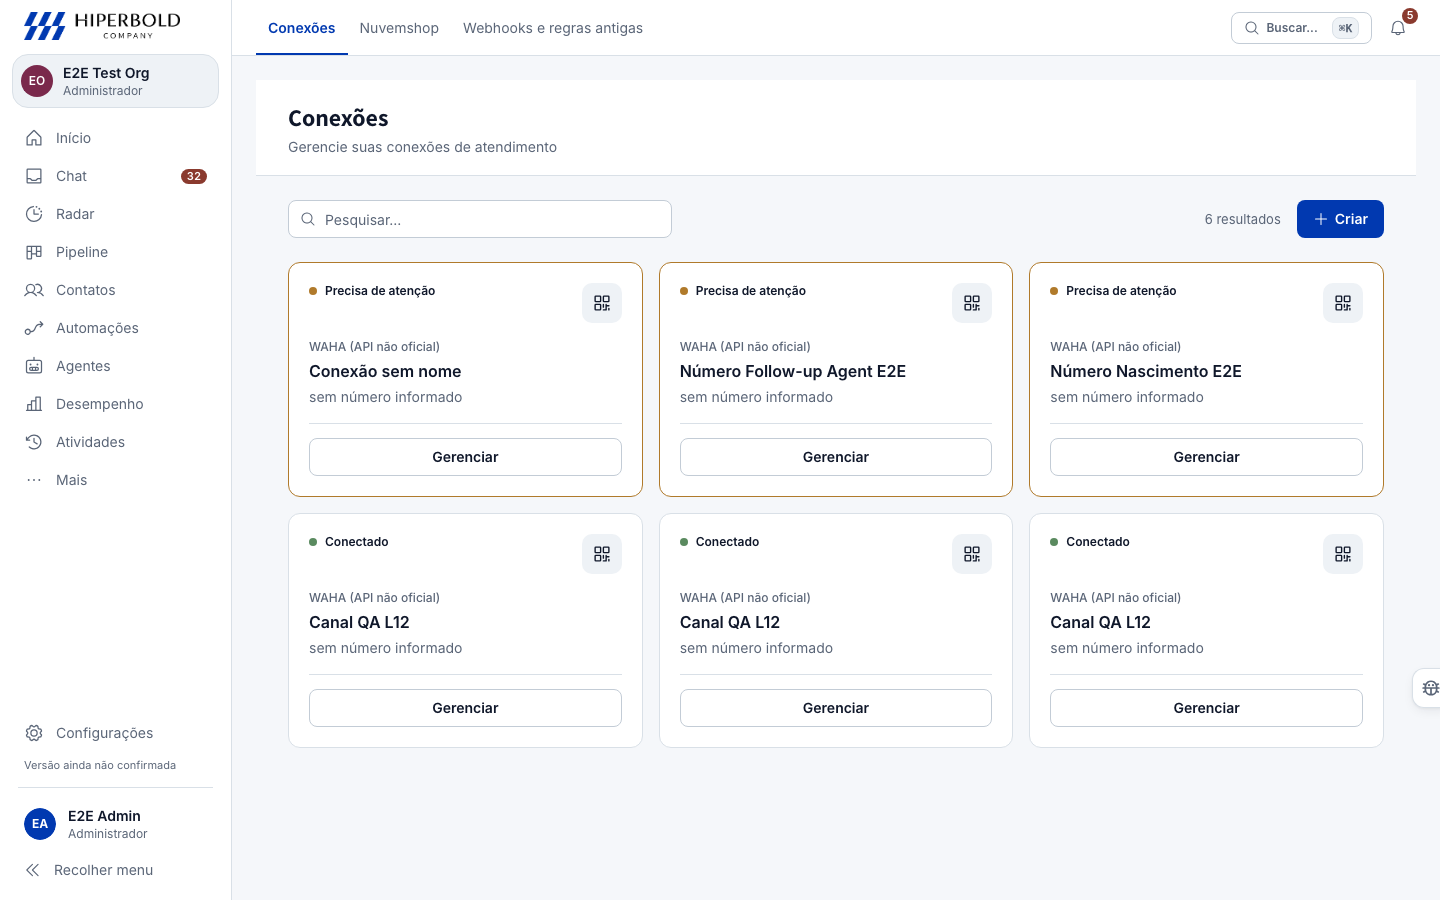 HIPERBOLD
COMPANY
EO
E2E Test Org
Administrador
Início
Chat
32
Radar
Pipeline
Contatos
Automações
Agentes
Desempenho
Atividades
Mais
Configurações
Versão ainda não confirmada
EA
E2E Admin
Administrador
Recolher menu
Conexões
Nuvemshop
Webhooks e regras antigas
Buscar...
⌘K
5
Conexões
Gerencie suas conexões de atendimento
Pesquisar...
6 resultados
Criar
Precisa de atenção
WAHA (API não oficial)
Conexão sem nome
sem número informado
Gerenciar
Precisa de atenção
WAHA (API não oficial)
Número Follow-up Agent E2E
sem número informado
Gerenciar
Precisa de atenção
WAHA (API não oficial)
Número Nascimento E2E
sem número informado
Gerenciar
Conectado
WAHA (API não oficial)
Canal QA L12
sem número informado
Gerenciar
Conectado
WAHA (API não oficial)
Canal QA L12
sem número informado
Gerenciar
Conectado
WAHA (API não oficial)
Canal QA L12
sem número informado
Gerenciar